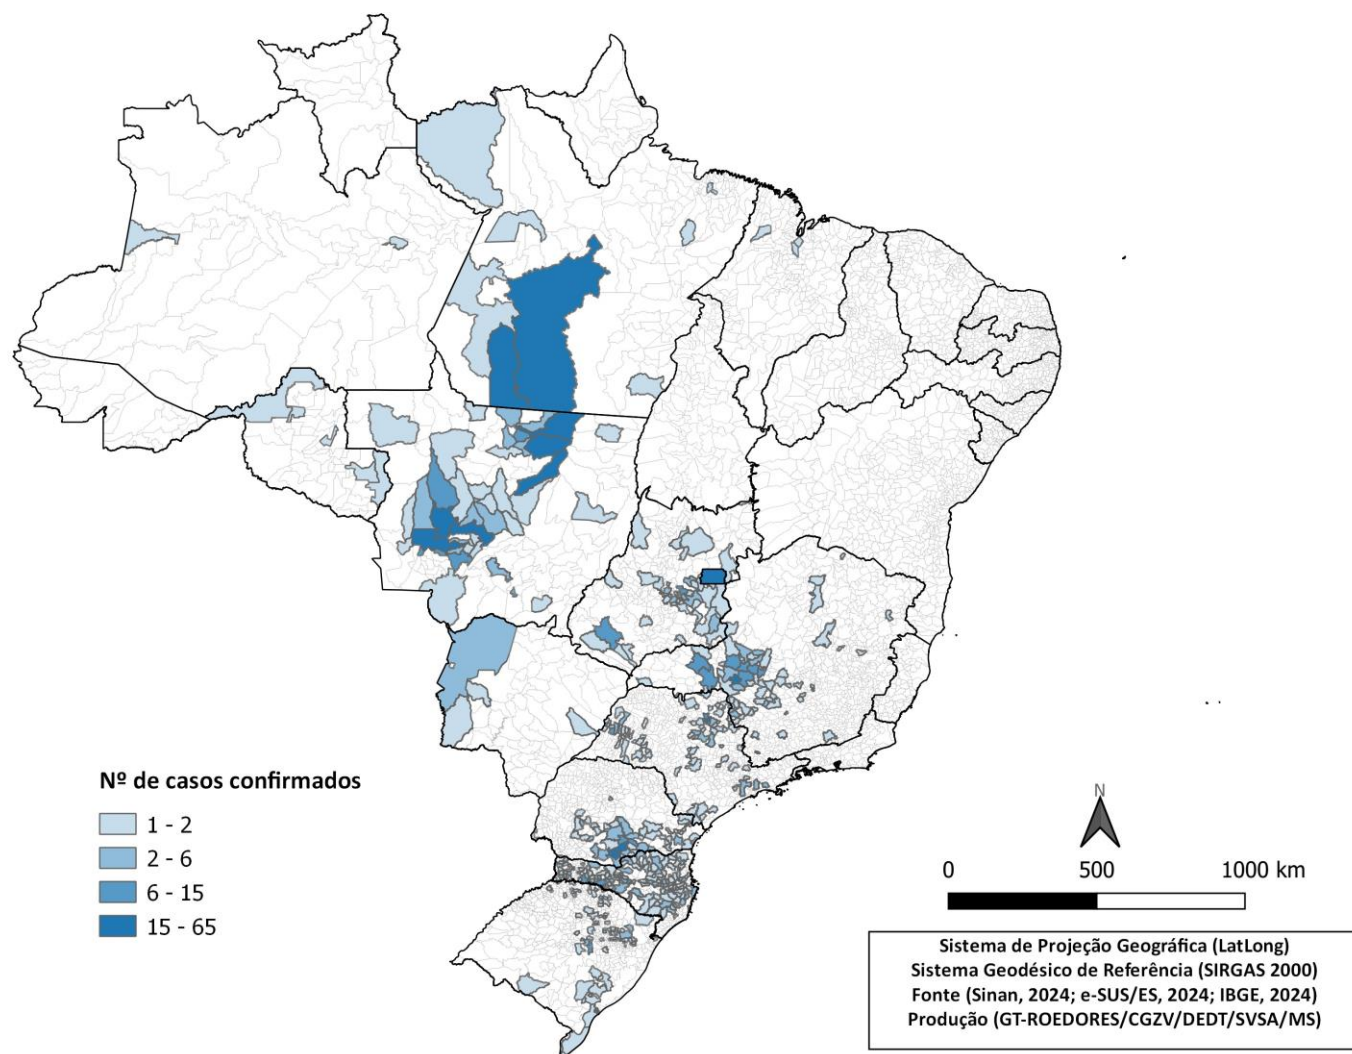 Nº de casos confirmados
1 - 2
2 - 6
6 - 15
15 - 65
N
0 500 1000 km
Sistema de Projeção Geográfica (LatLong)
Sistema Geodésico de Referência (SIRGAS 2000)
Fonte (Sinan, 2024; e-SUS/ES, 2024; IBGE, 2024)
Produção (GT-ROEDORES/CGZV/DEDT/SVSA/MS)